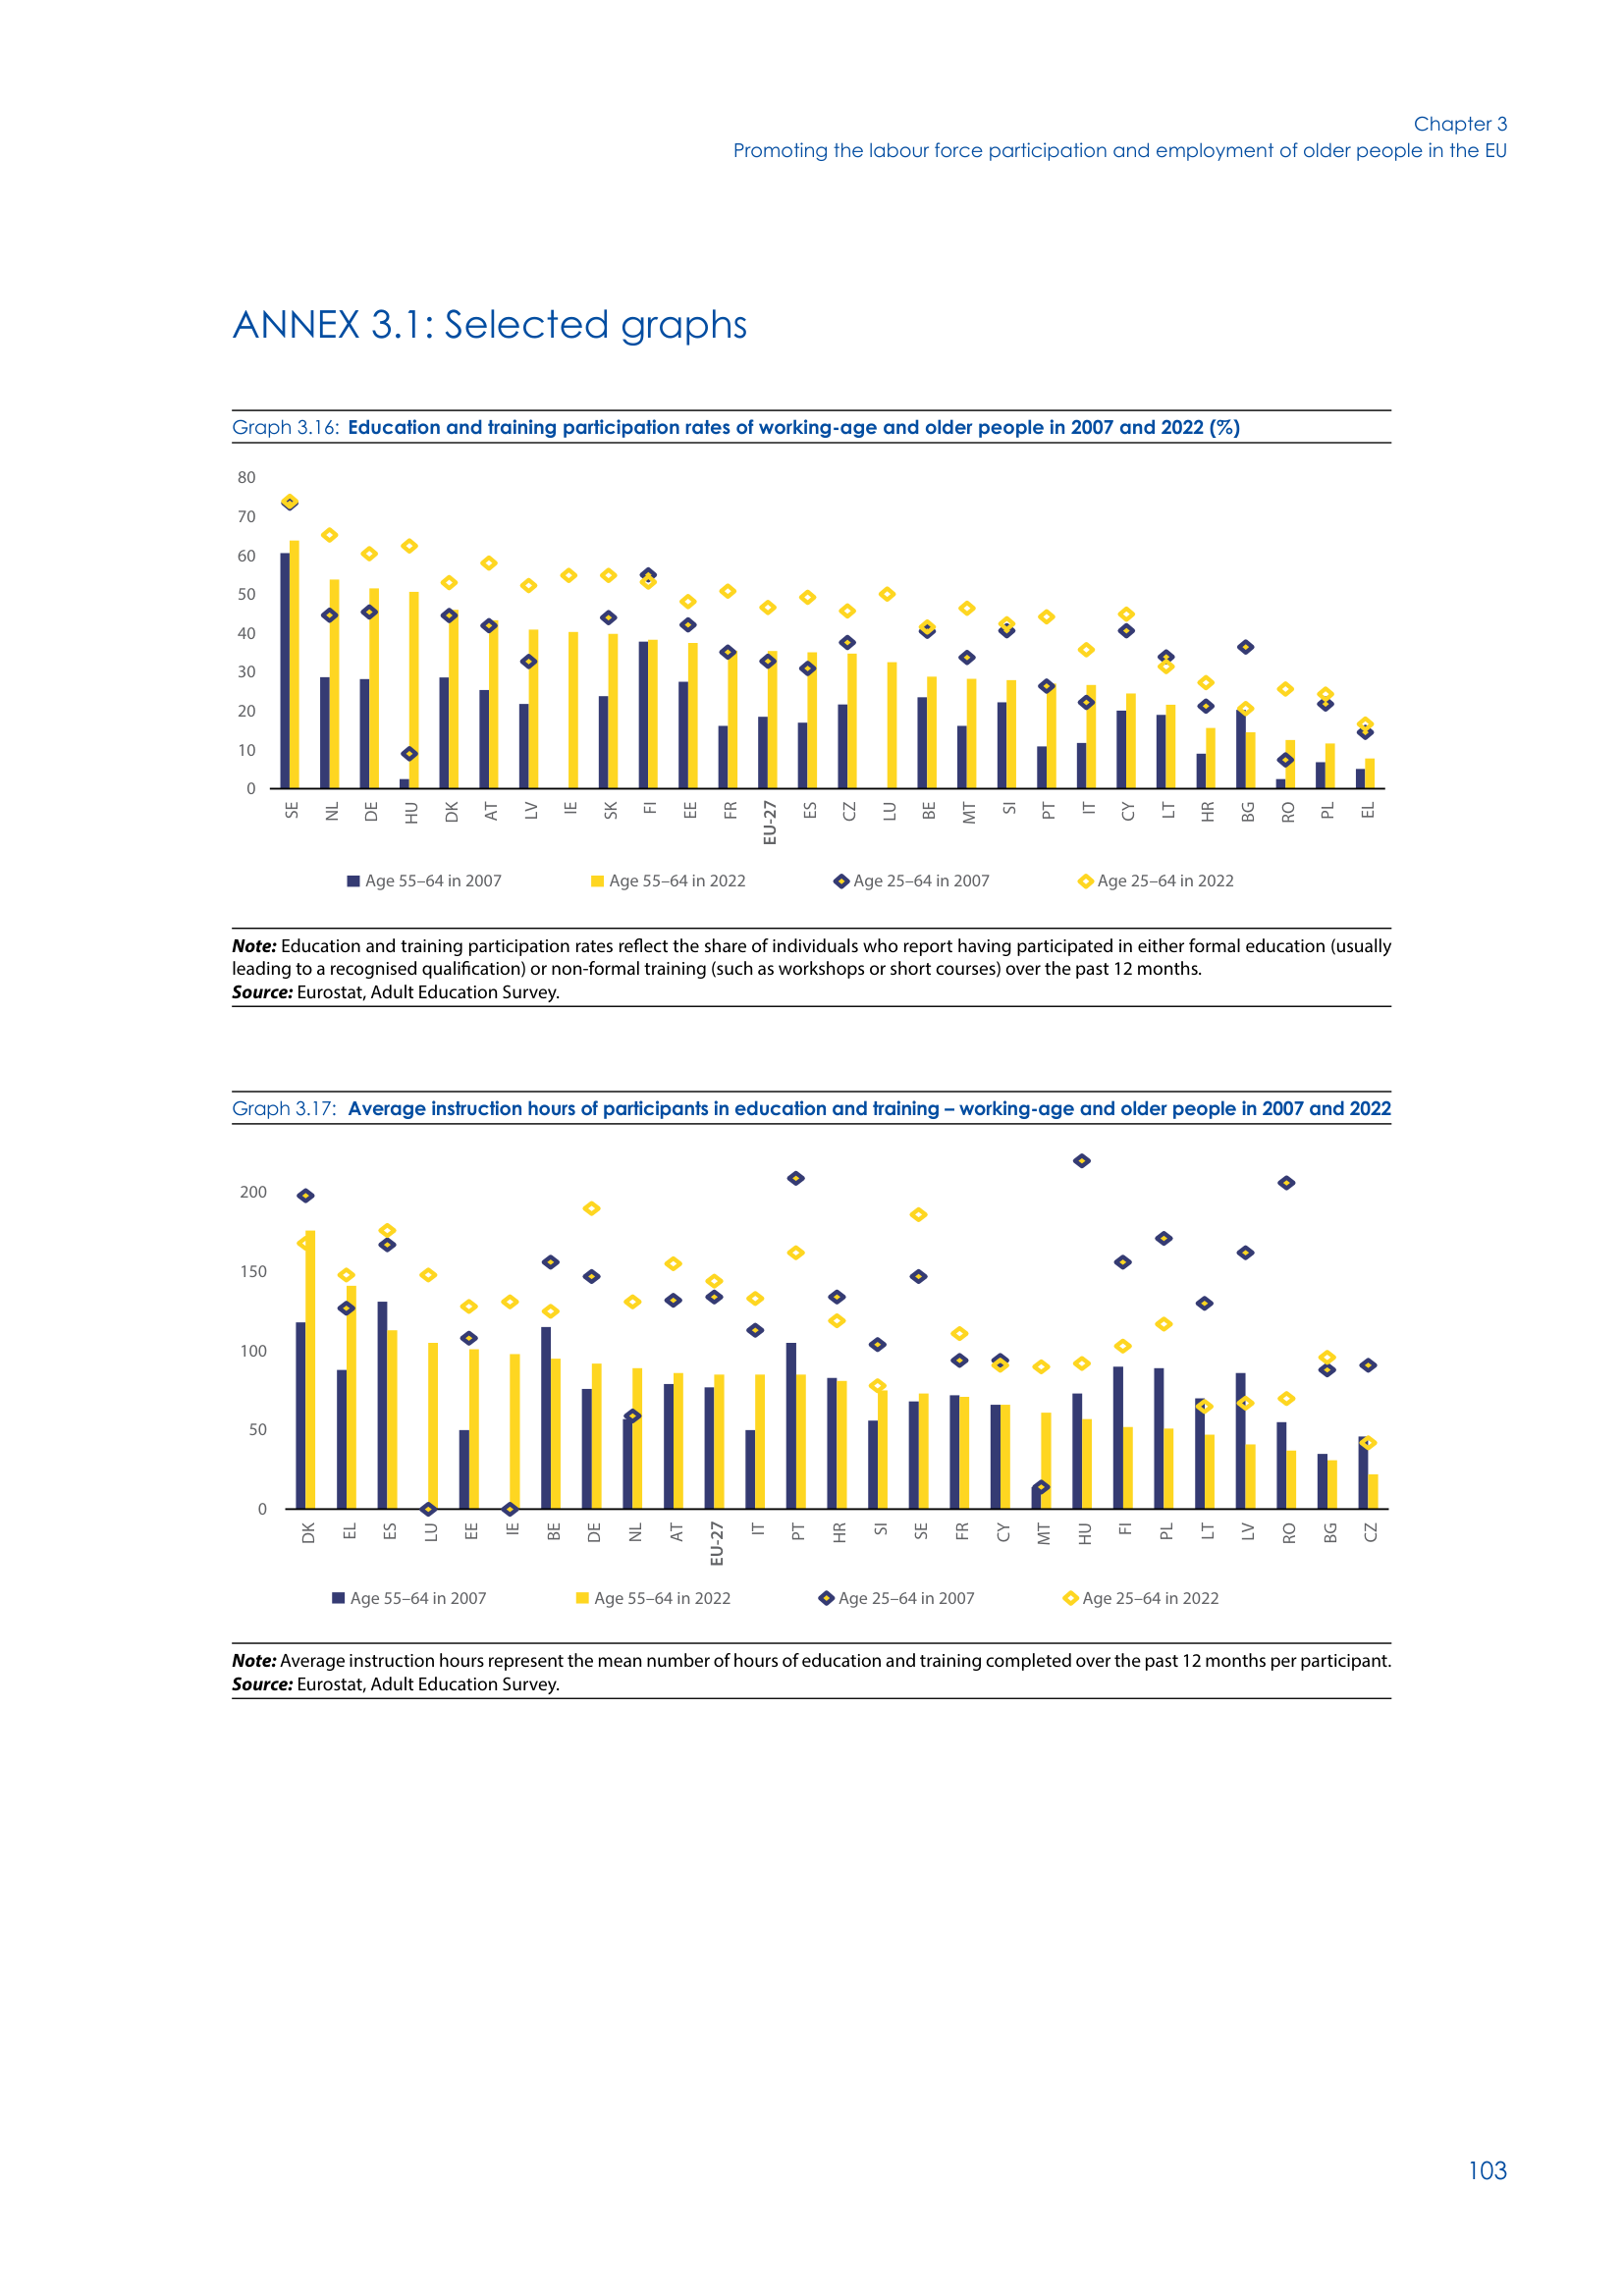 Chapter 3
Promoting the labour force participation and employment of older people in the EU
ANNEX 3.1: Selected graphs
Graph 3.16: Education and training participation rates of working-age and older people in 2007 and 2022 (%)
80
70
60
50
40
30
20
10
0
SE NL DE HU DK AT LV IE SK FI EE FR EU-27 ES CZ LU BE MT SI PT IT CY LT HR BG RO PL EL
Age 55–64 in 2007 Age 55–64 in 2022 Age 25–64 in 2007 Age 25–64 in 2022
Note: Education and training participation rates reflect the share of individuals who report having participated in either formal education (usually
leading to a recognised qualification) or non-formal training (such as workshops or short courses) over the past 12 months.
Source: Eurostat, Adult Education Survey.
Graph 3.17: Average instruction hours of participants in education and training – working-age and older people in 2007 and 2022
200
150
100
50
0
DK EL ES LU EE IE BE DE NL AT EU-27 IT PT HR SI SE FR CY MT HU FI PL LT LV RO BG CZ
Age 55–64 in 2007 Age 55–64 in 2022 Age 25–64 in 2007 Age 25–64 in 2022
Note: Average instruction hours represent the mean number of hours of education and training completed over the past 12 months per participant.
Source: Eurostat, Adult Education Survey.
103